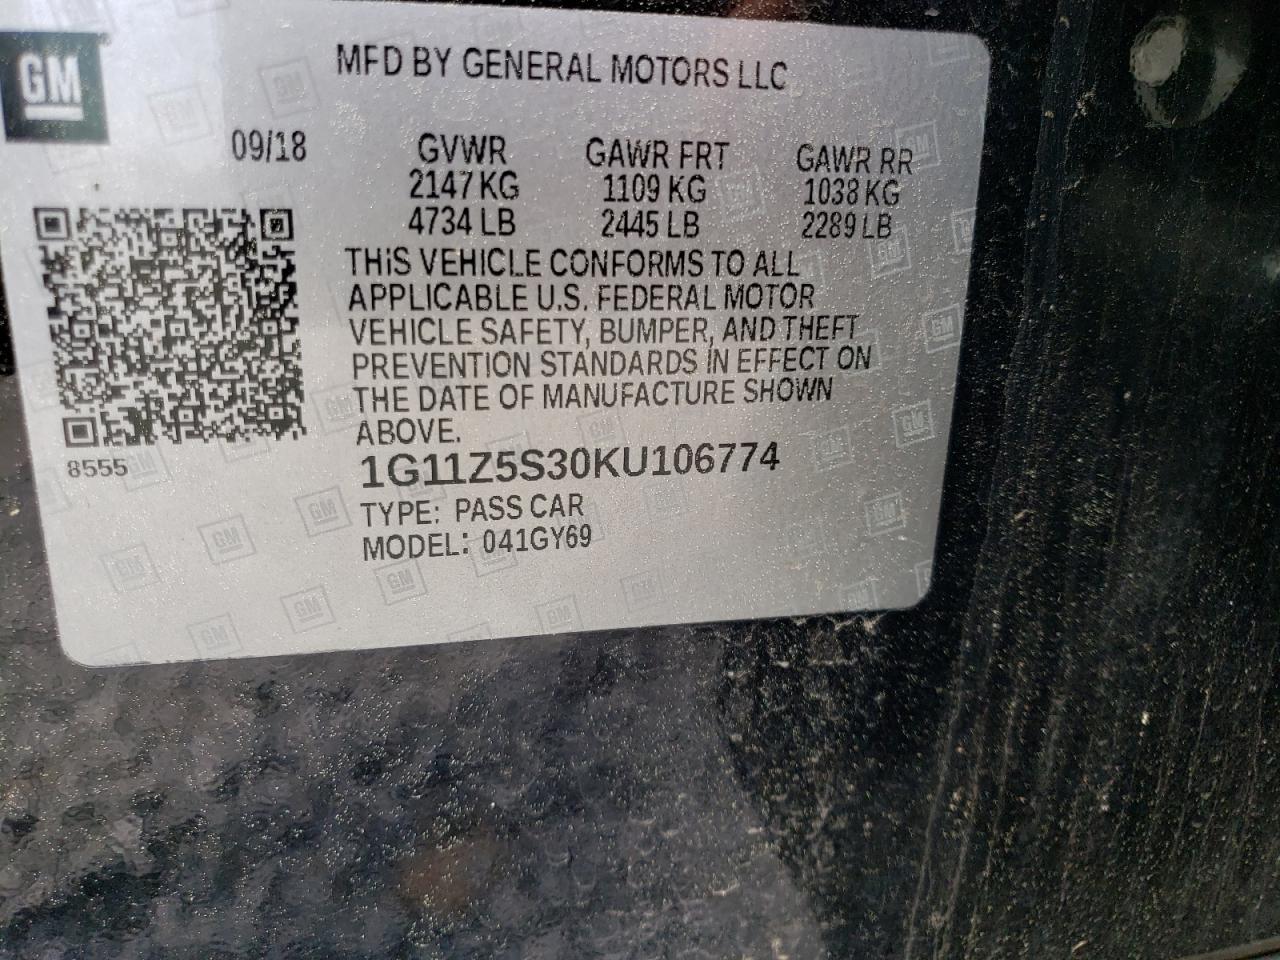 GM
MFD BY GENERAL MOTORS LLC
09/18 GVWR GAWR FRT GAWR RR
2147 KG 1109 KG 1038 KG
4734 LB 2445 LB 2289 LB
THiS VEHICLE CONFORMS TO ALL
APPLICABLE U.S. FEDERAL MOTOR
VEHICLE SAFETY, BUMPER, AND THEFT
PREVENTION STANDARDS IN EFFECT ON
THE DATE OF MANUFACTURE SHOWN
ABOVE.
8555
1G11Z5S30KU106774
TYPE: PASS CAR
MODEL: 041GY69